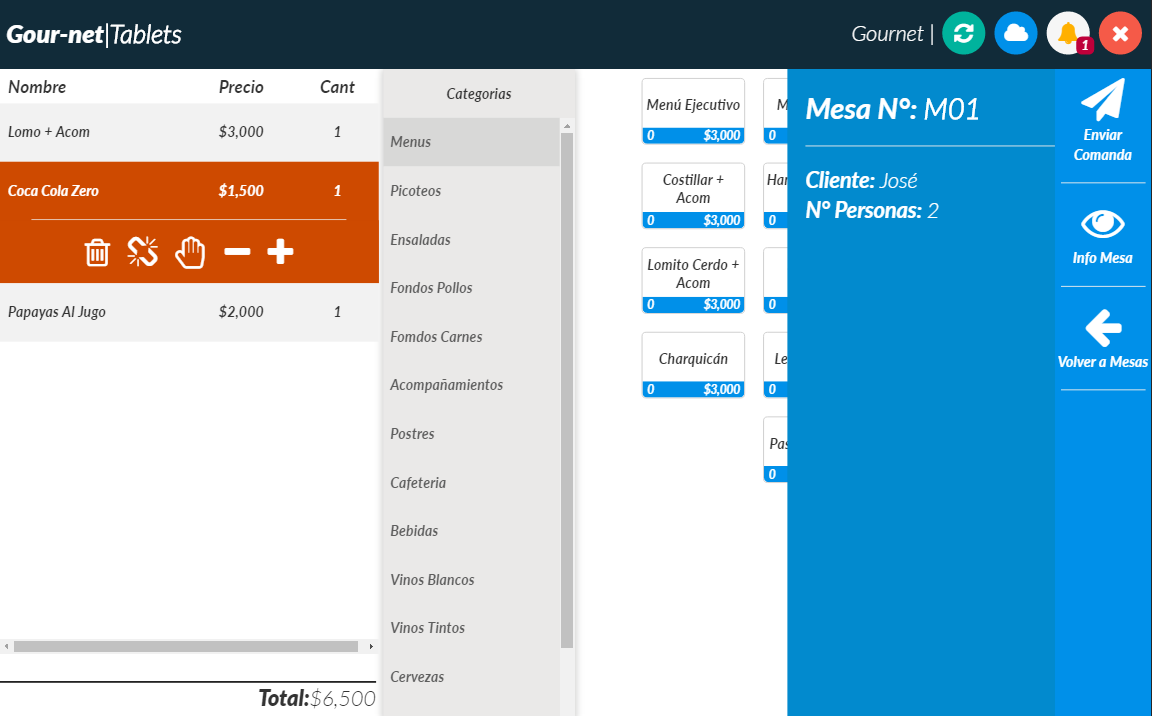 Gour-net|Tablets
Gournet |
1
Nombre Precio Cant
Lomo + Acom $3,000 1
Coca Cola Zero $1,500 1
Papayas Al Jugo $2,000 1
Total:$6,500
Categorias
Menus
Picoteos
Ensaladas
Fondos Pollos
Fomdos Carnes
Acompañamientos
Postres
Cafeteria
Bebidas
Vinos Blancos
Vinos Tintos
Cervezas
Menú Ejecutivo
0 $3,000
Costillar +
Acom
0 $3,000
Lomito Cerdo +
Acom
0 $3,000
Charquicán
0 $3,000
M
0
Har
0
0
Le
0
Pas
0
Mesa N°: M01
Cliente: José
N° Personas: 2
Enviar
Comanda
Info Mesa
Volver a Mesas